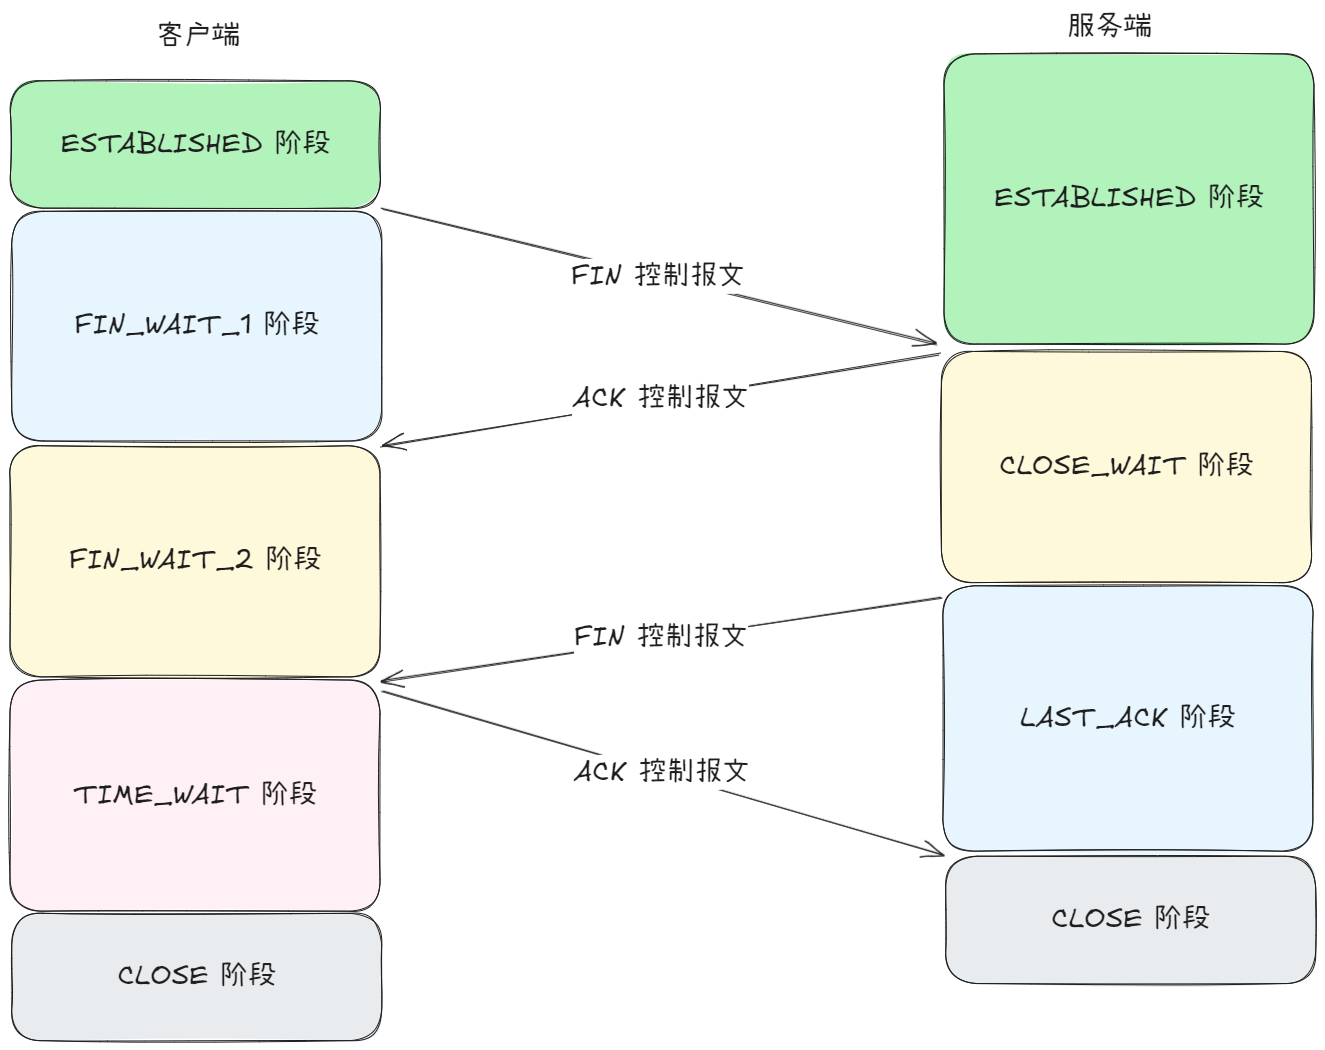 客户端
服务端
ESTABLISHED 阶段
ESTABLISHED 阶段
FIN 控制报文
FIN_WAIT_1 阶段
ACK 控制报文
CLOSE_WAIT 阶段
FIN_WAIT_2 阶段
FIN 控制报文
LAST_ACK 阶段
ACK 控制报文
TIME_WAIT 阶段
CLOSE 阶段
CLOSE 阶段